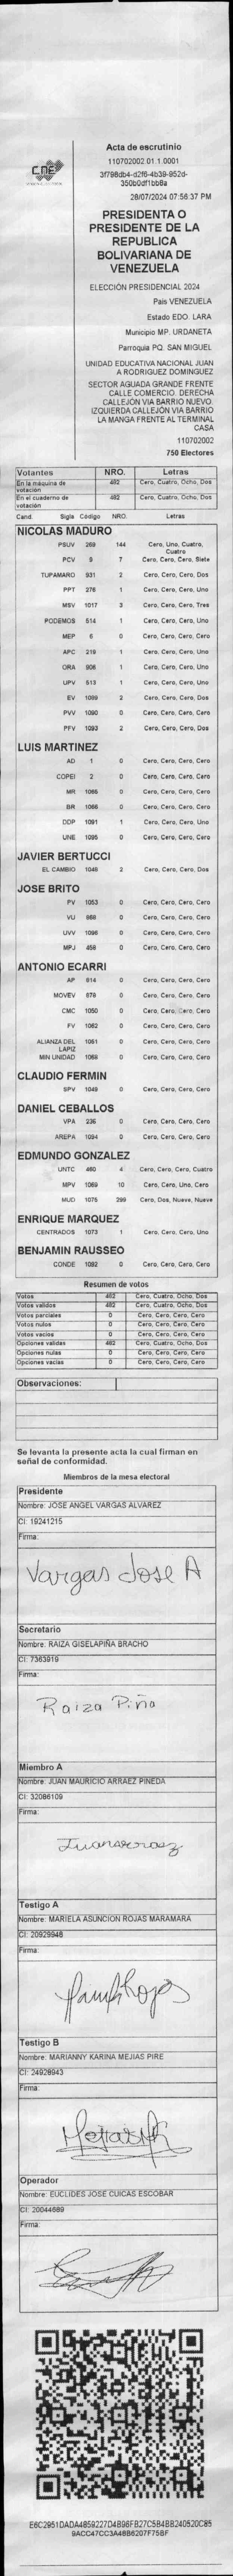 CNE
Acta de escrutinio
110702002.01.1.0001
3f798db4-d2f6-4b39-952d-
350b0df1bb8a
28/07/2024 07:56:37 PM
PRESIDENTA O
PRESIDENTE DE LA
REPUBLICA
BOLIVARIANA DE
VENEZUELA
ELECCIÓN PRESIDENCIAL 2024
Pais VENEZUELA
Estado EDO. LARA
Municipio MP. URDANETA
Parroquia PQ. SAN MIGUEL
UNIDAD EDUCATIVA NACIONAL JUAN
A RODRIGUEZ DOMINGUEZ
SECTOR AGUADA GRANDE FRENTE
CALLE COMERCIO. DERECHA
CALLEJÓN VIA BARRIO NUEVO.
IZQUIERDA CALLEJÓN VIA BARRIO
LA MANGA FRENTE AL TERMINAL
CASA
110702002
750 Electores
Votantes NRO. Letras
En la máquina de votación 482 Cero, Cuatro, Ocho, Dos
En el cuaderno de votación 482 Cero, Cuatro, Ocho, Dos
Cand. Sigla Código NRO. Letras
NICOLAS MADURO
PSUV 269 144 Cero, Uno, Cuatro, Cuatro
PCV 9 7 Cero, Cero, Cero, Siete
TUPAMARO 931 2 Cero, Cero, Cero, Dos
PPT 276 1 Cero, Cero, Cero, Uno
MSV 1017 3 Cero, Cero, Cero, Tres
PODEMOS 514 1 Cero, Cero, Cero, Uno
MEP 6 0 Cero, Cero, Cero, Cero
APC 219 1 Cero, Cero, Cero, Uno
ORA 908 1 Cero, Cero, Cero, Uno
UPV 513 1 Cero, Cero, Cero, Uno
EV 1009 2 Cero, Cero, Cero, Dos
PVV 1090 0 Cero, Cero, Cero, Cero
PFV 1093 2 Cero, Cero, Cero, Dos
LUIS MARTINEZ
AD 1 0 Cero, Cero, Cero, Cero
COPEI 2 0 Cero, Cero, Cero, Cero
MR 1065 0 Cero, Cero, Cero, Cero
BR 1066 0 Cero, Cero, Cero, Cero
DDP 1091 1 Cero, Cero, Cero, Uno
UNE 1095 0 Cero, Cero, Cero, Cero
JAVIER BERTUCCI
EL CAMBIO 1048 2 Cero, Cero, Cero, Dos
JOSE BRITO
PV 1053 0 Cero, Cero, Cero, Cero
VU 868 0 Cero, Cero, Cero, Cero
UVV 1096 0 Cero, Cero, Cero, Cero
MPJ 458 0 Cero, Cero, Cero, Cero
ANTONIO ECARRI
AP 614 0 Cero, Cero, Cero, Cero
MOVEV 878 0 Cero, Cero, Cero, Cero
CMC 1050 0 Cero, Cero, Cero, Cero
FV 1062 0 Cero, Cero, Cero, Cero
ALIANZA DEL LAPIZ 1061 0 Cero, Cero, Cero, Cero
MIN UNIDAD 1068 0 Cero, Cero, Cero, Cero
CLAUDIO FERMIN
SPV 1049 0 Cero, Cero, Cero, Cero
DANIEL CEBALLOS
VPA 236 0 Cero, Cero, Cero, Cero
AREPA 1094 0 Cero, Cero, Cero, Cero
EDMUNDO GONZALEZ
UNTC 460 4 Cero, Cero, Cero, Cuatro
MPV 1069 10 Cero, Cero, Uno, Cero
MUD 1075 299 Cero, Dos, Nueve, Nueve
ENRIQUE MARQUEZ
CENTRADOS 1073 1 Cero, Cero, Cero, Uno
BENJAMIN RAUSSEO
CONDE 1092 0 Cero, Cero, Cero, Cero
Resumen de votos
Votos 482 Cero, Cuatro, Ocho, Dos
Votos validos 482 Cero, Cuatro, Ocho, Dos
Votos parciales 0 Cero, Cero, Cero, Cero
Votos nulos 0 Cero, Cero, Cero, Cero
Votos vacios 0 Cero, Cero, Cero, Cero
Opciones validas 482 Cero, Cuatro, Ocho, Dos
Opciones nulas 0 Cero, Cero, Cero, Cero
Opciones vacias 0 Cero, Cero, Cero, Cero
Observaciones:
Se levanta la presente acta la cual firman en
señal de conformidad.
Miembros de la mesa electoral
Presidente
Nombre: JOSE ANGEL VARGAS ALVAREZ
CI: 19241215
Firma:
Vargas Jose A
Secretario
Nombre: RAIZA GISELAPIÑA BRACHO
CI: 7363919
Firma:
Raiza Piña
Miembro A
Nombre: JUAN MAURICIO ARRAEZ PINEDA
CI: 32086109
Firma:
Juanarraez
Testigo A
Nombre: MARIELA ASUNCION ROJAS MARAMARA
CI: 20929948
Firma:
Testigo B
Nombre: MARIANNY KARINA MEJIAS PIRE
CI: 24928943
Firma:
Operador
Nombre: EUCLIDES JOSE CUICAS ESCOBAR
CI: 20044689
Firma:
E6C2951DADA4859227D4B96FB27C5B4BB240520C85
9ACC47CC3A48B6207F75BF